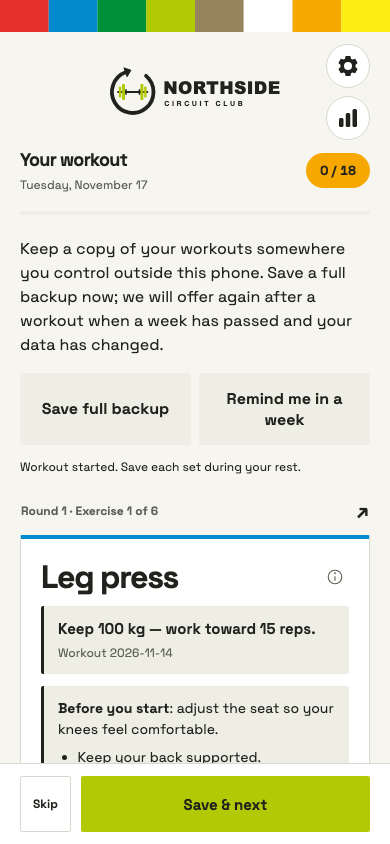 NORTHSIDE
CIRCUIT CLUB
Your workout
Tuesday, November 17
0 / 18
Keep a copy of your workouts somewhere
you control outside this phone. Save a full
backup now; we will offer again after a
workout when a week has passed and your
data has changed.
Save full backup
Remind me in a
week
Workout started. Save each set during your rest.
Round 1 · Exercise 1 of 6
Leg press
Keep 100 kg — work toward 15 reps.
Workout 2026-11-14
Before you start: adjust the seat so your
knees feel comfortable.
• Keep your back supported.
Skip
Save & next